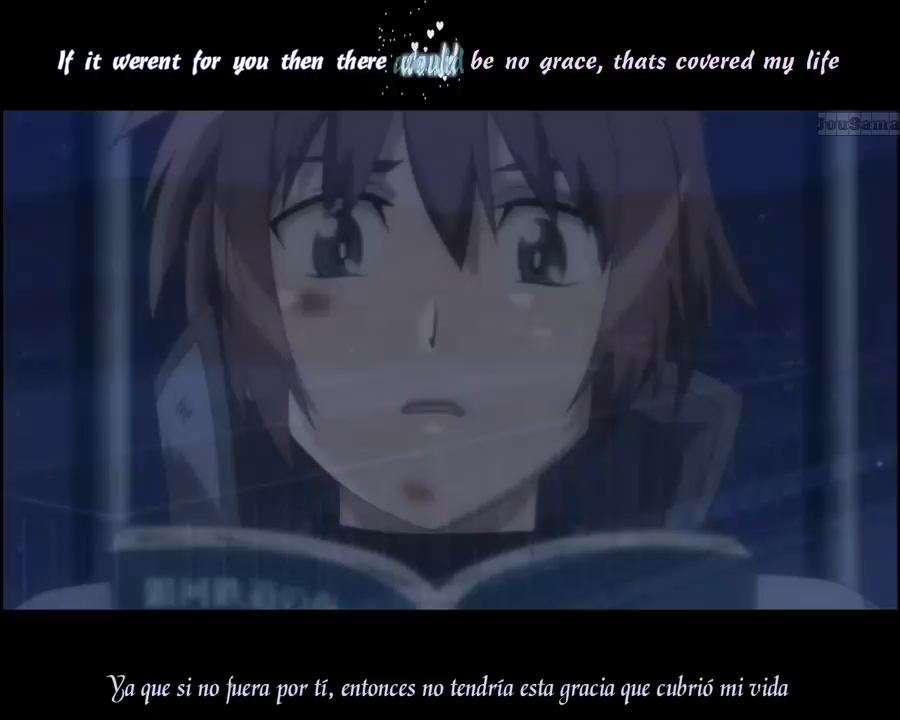 If it werent for you then there would be no grace, thats covered my life
JouSama
Ya que si no fuera por tí, entonces no tendría esta gracia que cubrió mi vida